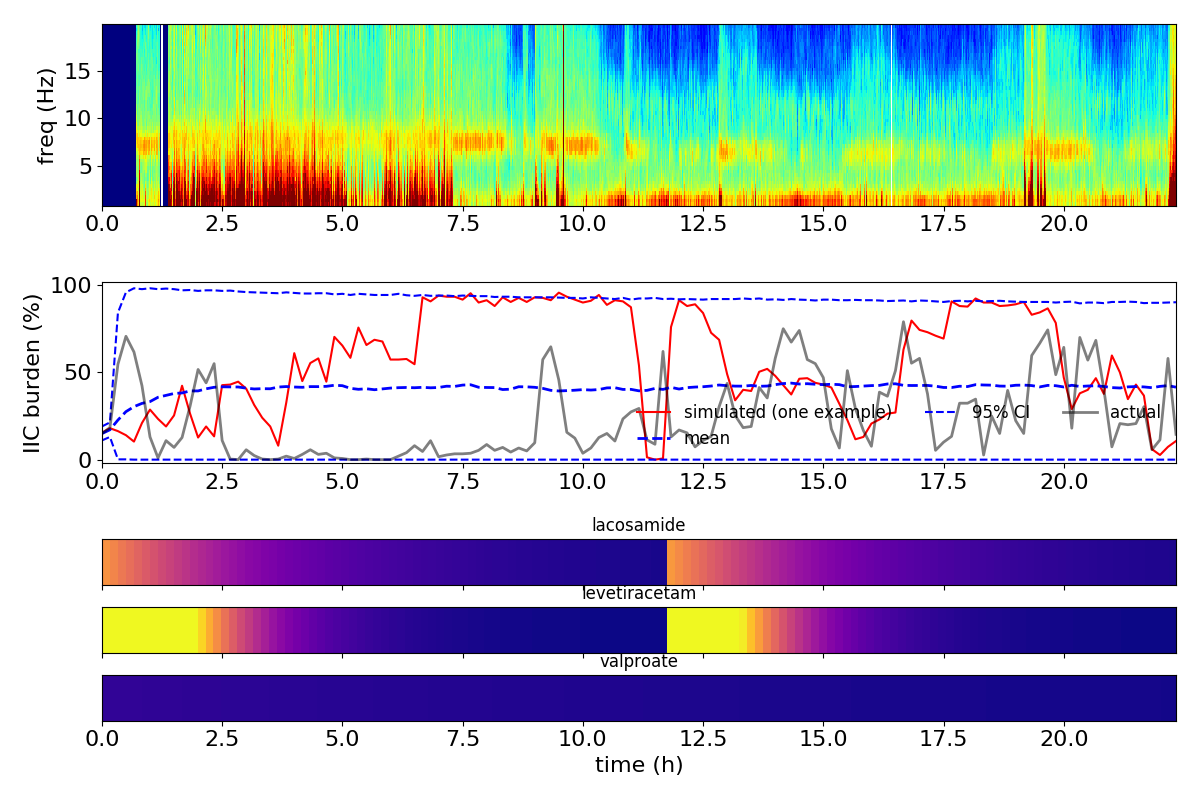 freq (Hz)
15
10
5
0.0 2.5 5.0 7.5 10.0 12.5 15.0 17.5 20.0
IIC burden (%)
100
50
0
simulated (one example) 95% CI actual
mean
0.0 2.5 5.0 7.5 10.0 12.5 15.0 17.5 20.0
lacosamide
levetiracetam
valproate
0.0 2.5 5.0 7.5 10.0 12.5 15.0 17.5 20.0
time (h)